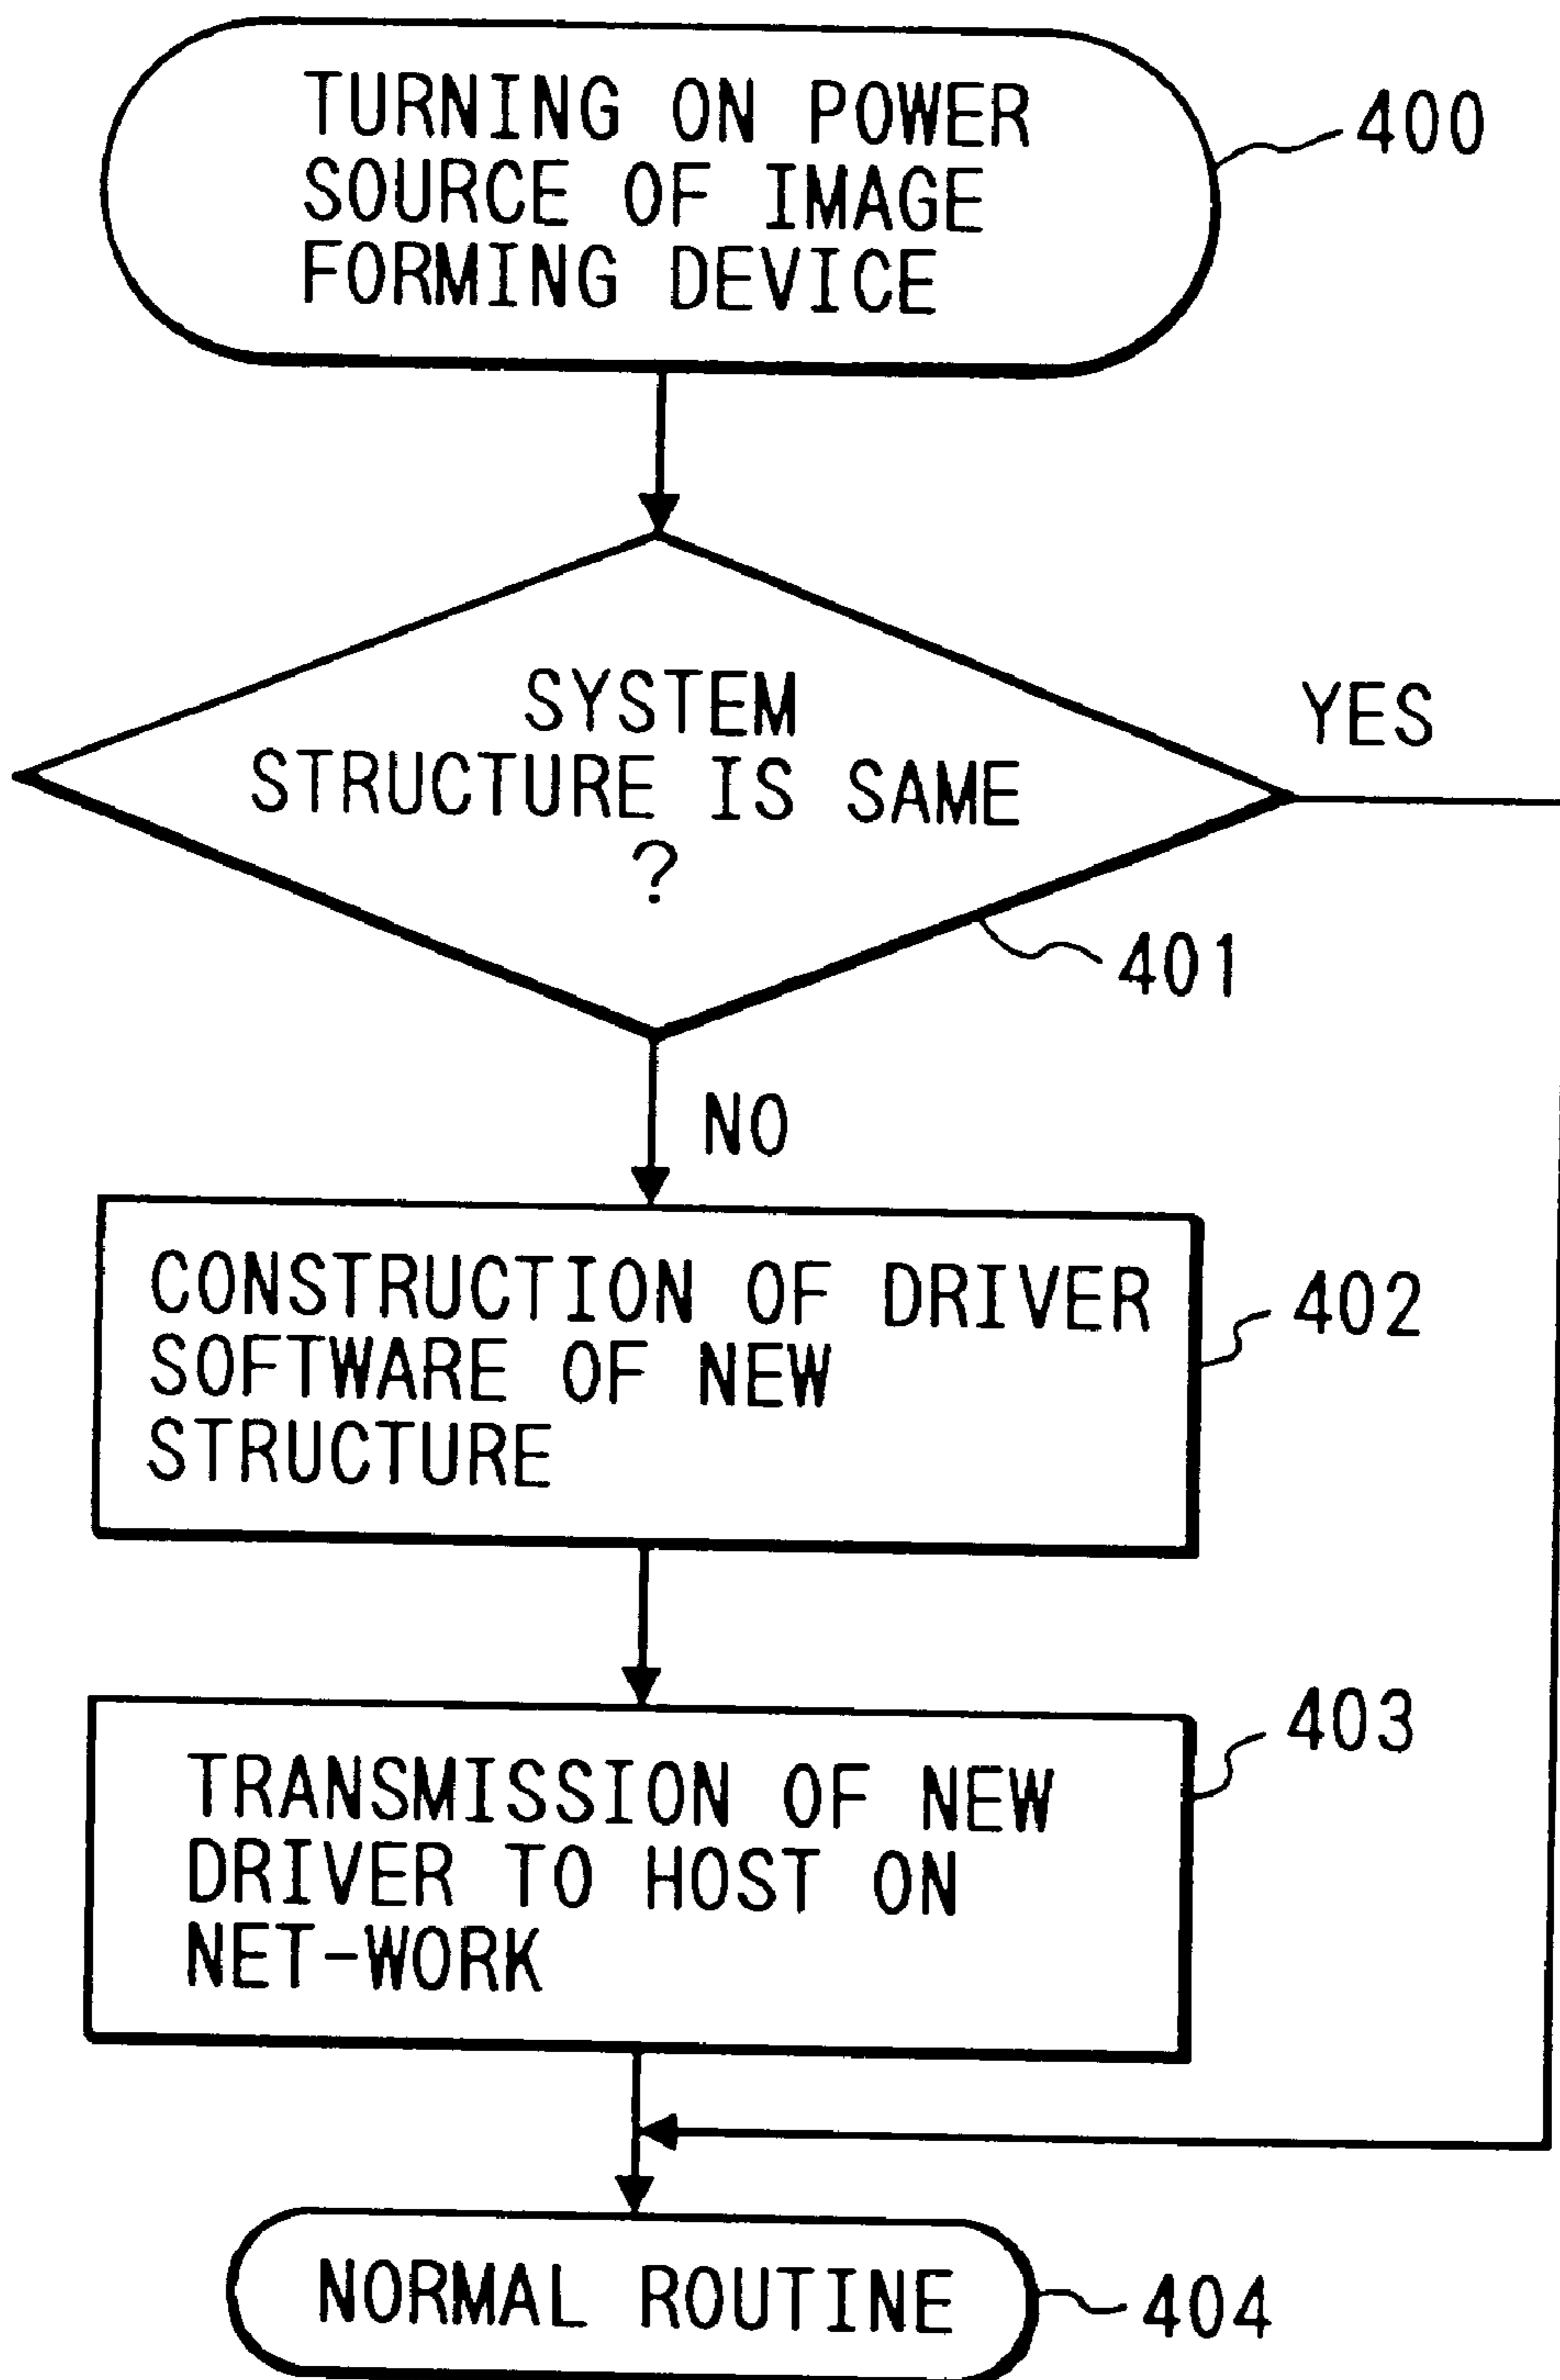 TURNING ON POWER
SOURCE OF IMAGE
FORMING DEVICE
400
SYSTEM
STRUCTURE IS SAME
?
YES
401
NO
CONSTRUCTION OF DRIVER
SOFTWARE OF NEW
STRUCTURE
402
TRANSMISSION OF NEW
DRIVER TO HOST ON
NET-WORK
403
NORMAL ROUTINE
404